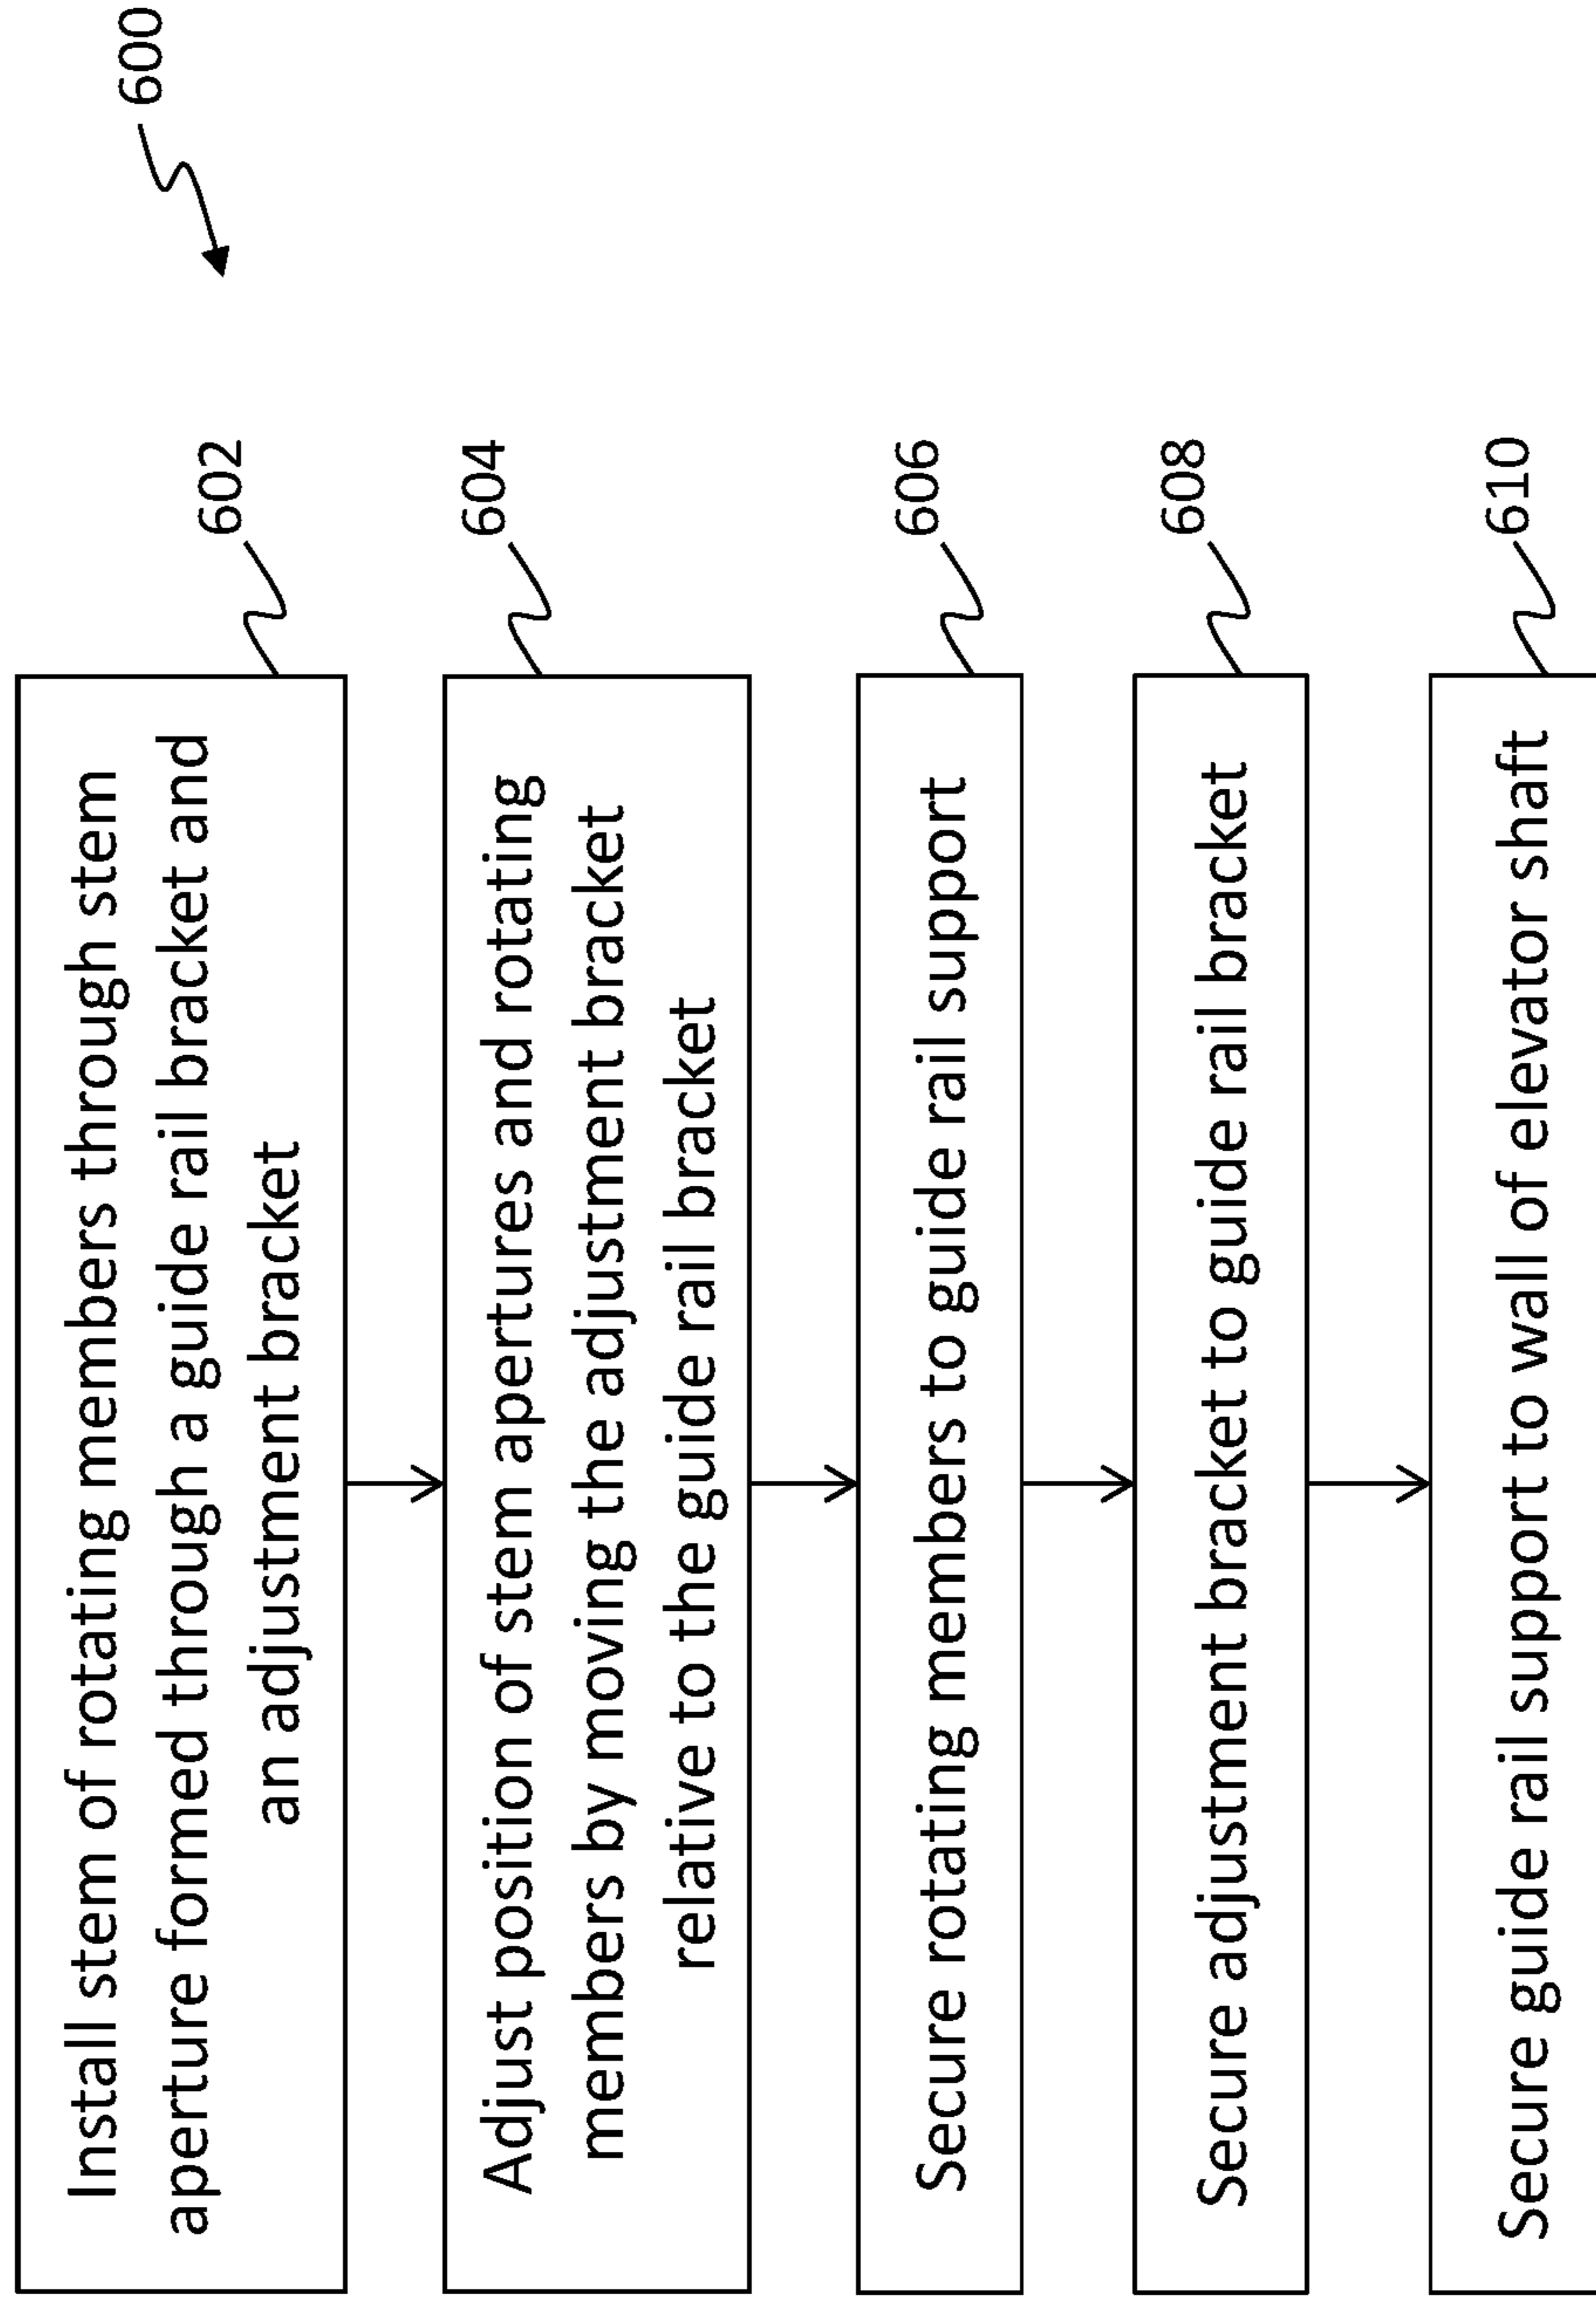 600
Install stem of rotating members through stem
aperture formed through a guide rail bracket and
an adjustment bracket
602
Adjust position of stem apertures and rotating
members by moving the adjustment bracket
relative to the guide rail bracket
604
Secure rotating members to guide rail support
606
Secure adjustment bracket to guide rail bracket
608
Secure guide rail support to wall of elevator shaft
610